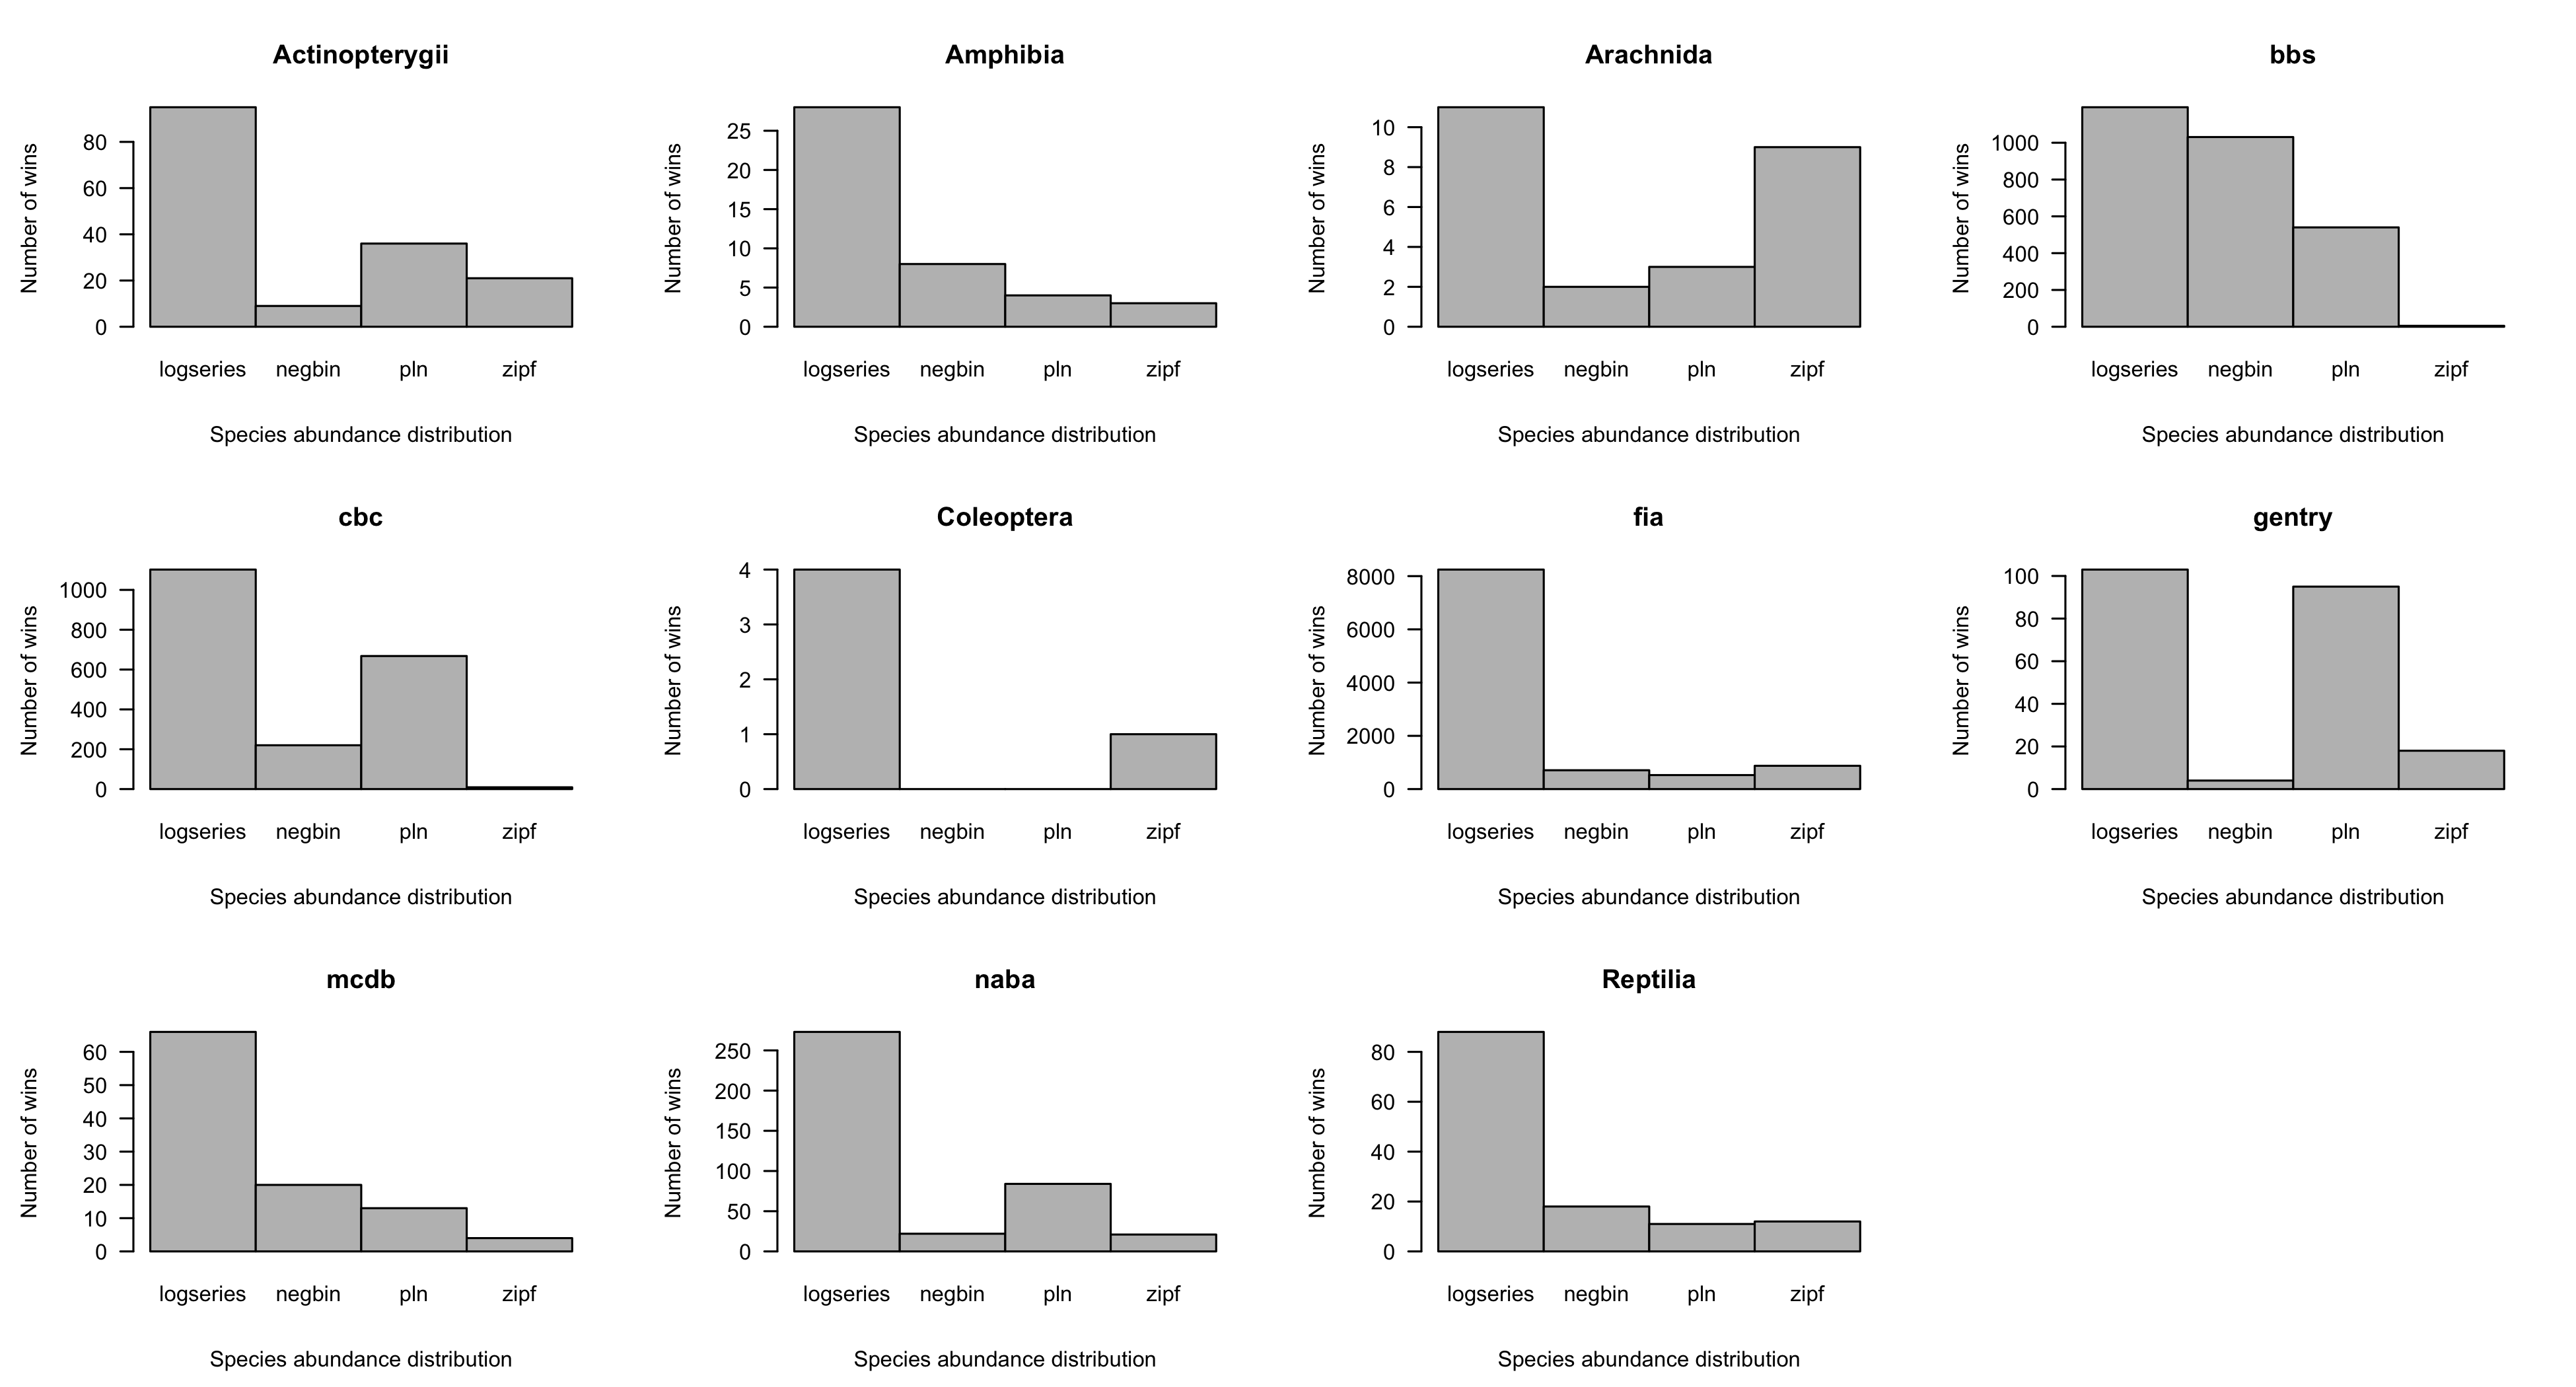 Actinopterygii
Number of wins
80
60
40
20
0
logseries negbin pln zipf
Species abundance distribution
Amphibia
Number of wins
25
20
15
10
5
0
logseries negbin pln zipf
Species abundance distribution
Arachnida
Number of wins
10
8
6
4
2
0
logseries negbin pln zipf
Species abundance distribution
bbs
Number of wins
1000
800
600
400
200
0
logseries negbin pln zipf
Species abundance distribution
cbc
Number of wins
1000
800
600
400
200
0
logseries negbin pln zipf
Species abundance distribution
Coleoptera
Number of wins
4
3
2
1
0
logseries negbin pln zipf
Species abundance distribution
fia
Number of wins
8000
6000
4000
2000
0
logseries negbin pln zipf
Species abundance distribution
gentry
Number of wins
100
80
60
40
20
0
logseries negbin pln zipf
Species abundance distribution
mcdb
Number of wins
60
50
40
30
20
10
0
logseries negbin pln zipf
Species abundance distribution
naba
Number of wins
250
200
150
100
50
0
logseries negbin pln zipf
Species abundance distribution
Reptilia
Number of wins
80
60
40
20
0
logseries negbin pln zipf
Species abundance distribution